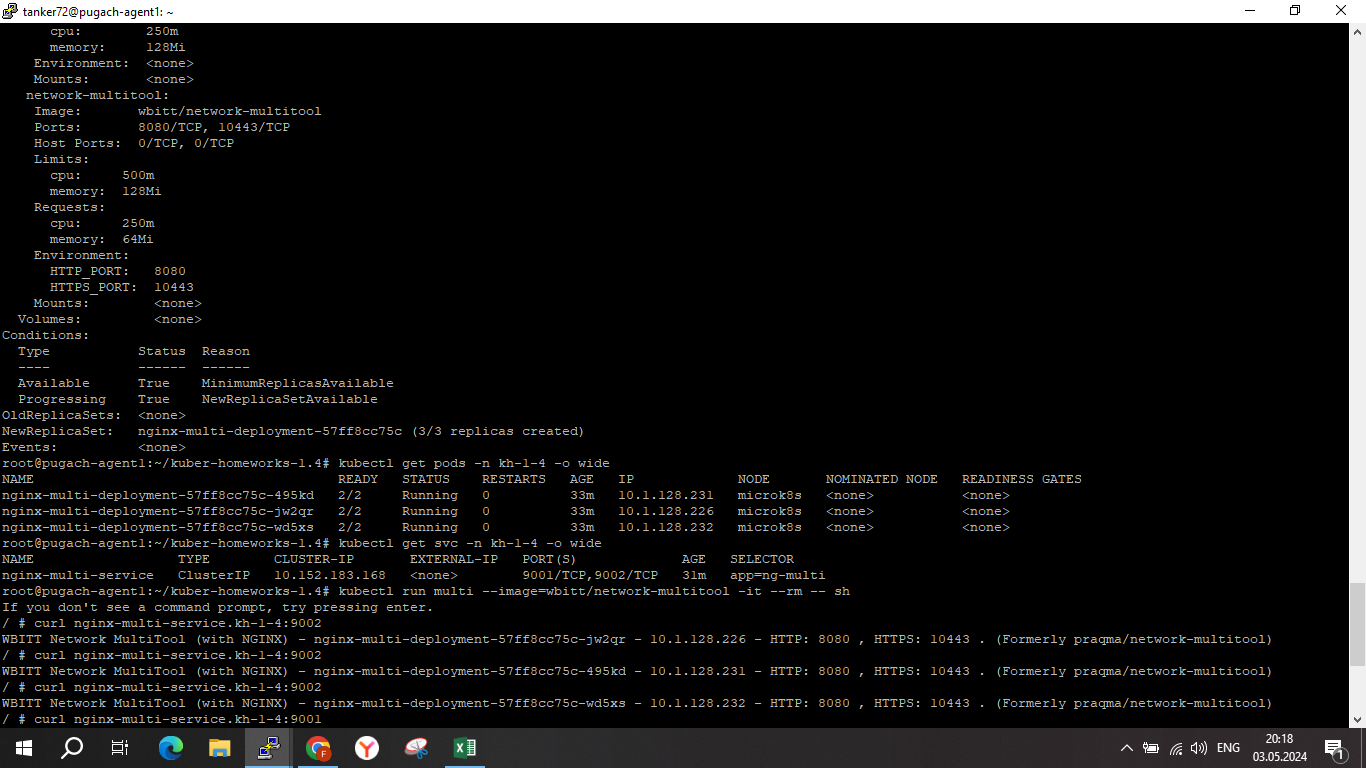 tanker72@pugach-agent1: ~
cpu: 250m
memory: 128Mi
Environment: <none>
Mounts: <none>
network-multitool:
Image: wbitt/network-multitool
Ports: 8080/TCP, 10443/TCP
Host Ports: 0/TCP, 0/TCP
Limits:
cpu: 500m
memory: 128Mi
Requests:
cpu: 250m
memory: 64Mi
Environment:
HTTP_PORT: 8080
HTTPS_PORT: 10443
Mounts: <none>
Volumes: <none>
Conditions:
Type Status Reason
---- ------ ------
Available True MinimumReplicasAvailable
Progressing True NewReplicaSetAvailable
OldReplicaSets: <none>
NewReplicaSet: nginx-multi-deployment-57ff8cc75c (3/3 replicas created)
Events: <none>
root@pugach-agent1:~/kuber-homeworks-1.4# kubectl get pods -n kh-1-4 -o wide
NAME READY STATUS RESTARTS AGE IP NODE NOMINATED NODE READINESS GATES
nginx-multi-deployment-57ff8cc75c-495kd 2/2 Running 0 33m 10.1.128.231 microk8s <none> <none>
nginx-multi-deployment-57ff8cc75c-jw2qr 2/2 Running 0 33m 10.1.128.226 microk8s <none> <none>
nginx-multi-deployment-57ff8cc75c-wd5xs 2/2 Running 0 33m 10.1.128.232 microk8s <none> <none>
root@pugach-agent1:~/kuber-homeworks-1.4# kubectl get svc -n kh-1-4 -o wide
NAME TYPE CLUSTER-IP EXTERNAL-IP PORT(S) AGE SELECTOR
nginx-multi-service ClusterIP 10.152.183.168 <none> 9001/TCP,9002/TCP 31m app=ng-multi
root@pugach-agent1:~/kuber-homeworks-1.4# kubectl run multi --image=wbitt/network-multitool -it --rm -- sh
If you don't see a command prompt, try pressing enter.
/ # curl nginx-multi-service.kh-1-4:9002
WBITT Network MultiTool (with NGINX) - nginx-multi-deployment-57ff8cc75c-jw2qr - 10.1.128.226 - HTTP: 8080 , HTTPS: 10443 . (Formerly praqma/network-multitool)
/ # curl nginx-multi-service.kh-1-4:9002
WBITT Network MultiTool (with NGINX) - nginx-multi-deployment-57ff8cc75c-495kd - 10.1.128.231 - HTTP: 8080 , HTTPS: 10443 . (Formerly praqma/network-multitool)
/ # curl nginx-multi-service.kh-1-4:9002
WBITT Network MultiTool (with NGINX) - nginx-multi-deployment-57ff8cc75c-wd5xs - 10.1.128.232 - HTTP: 8080 , HTTPS: 10443 . (Formerly praqma/network-multitool)
/ # curl nginx-multi-service.kh-1-4:9001
ENG
20:18
03.05.2024
1